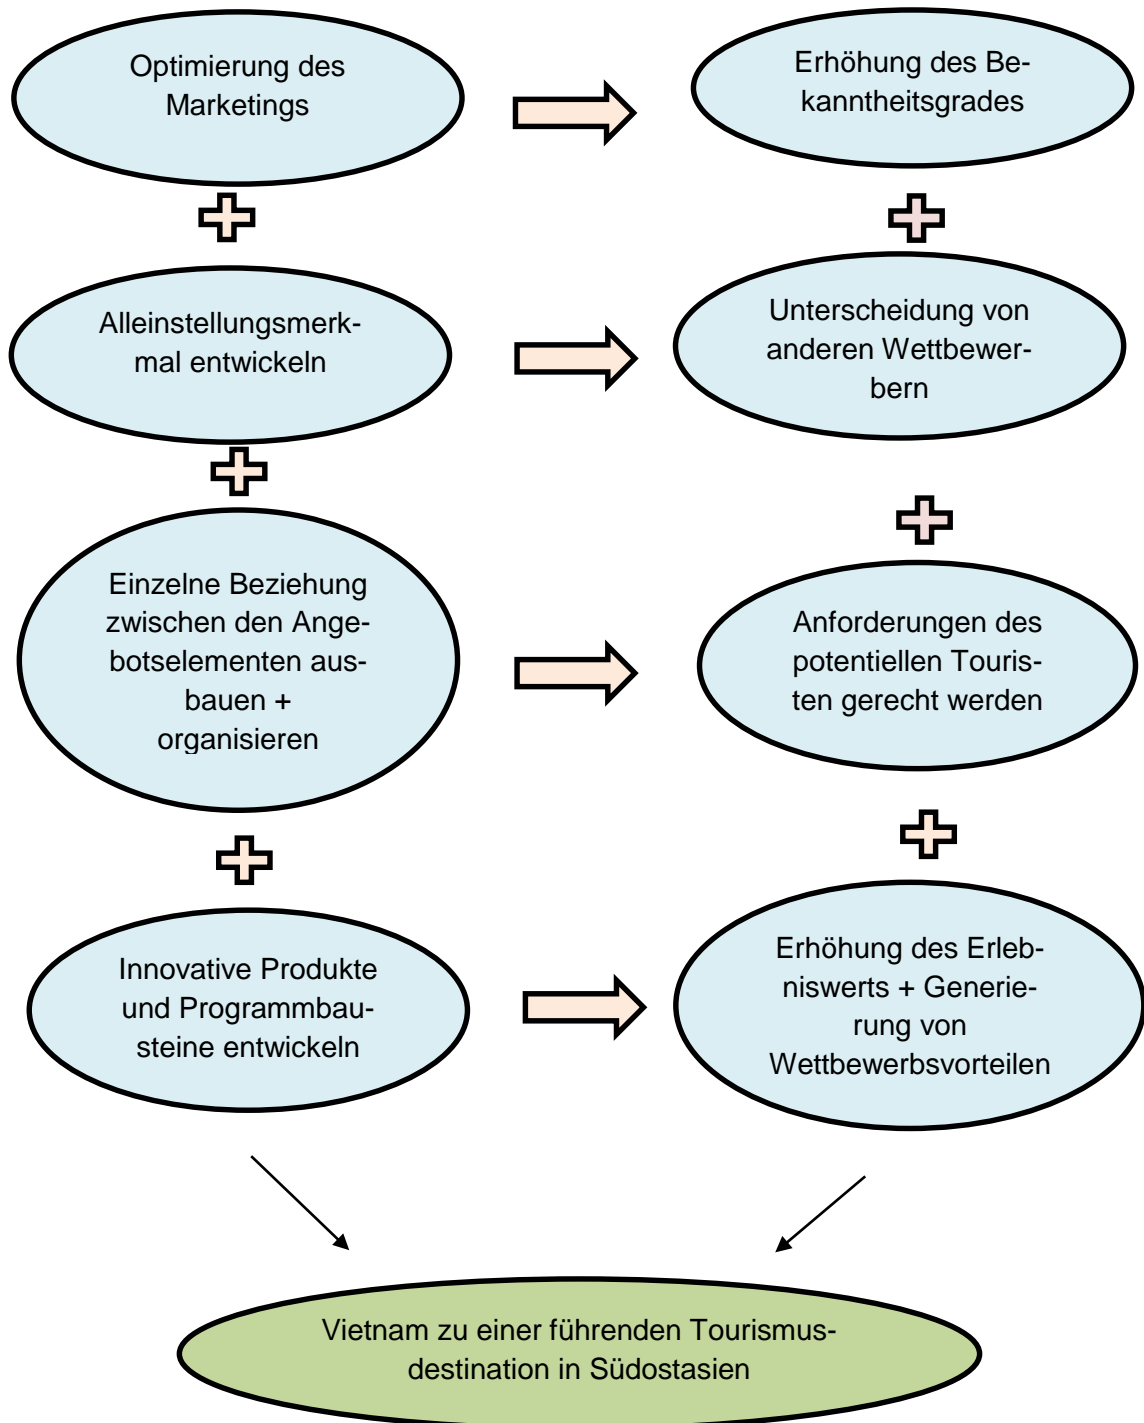 Optimierung des
Marketings
Erhöhung des Be-
kanntheitsgrades
Alleinstellungsmerk-
mal entwickeln
Unterscheidung von
anderen Wettbewer-
bern
Einzelne Beziehung
zwischen den Ange-
botselementen aus-
bauen +
organisieren
Anforderungen des
potentiellen Touris-
ten gerecht werden
Innovative Produkte
und Programmbau-
steine entwickeln
Erhöhung des Erleb-
niswerts + Generie-
rung von
Wettbewerbsvorteilen
Vietnam zu einer führenden Tourismus-
destination in Südostasien